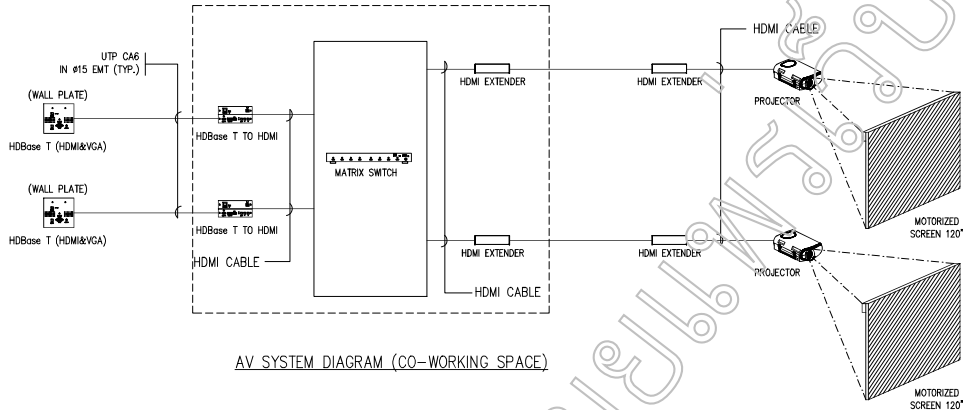 HDMI CABLE
UTP CA6
IN ø15 EMT (TYP.)
HDMI EXTENDER
HDMI EXTENDER
(WALL PLATE)
PROJECTOR
HDBase T TO HDMI
HDBase T (HDMI&VGA)
MATRIX SWITCH
(WALL PLATE)
MOTORIZED
SCREEN 120"
HDBase T TO HDMI
HDBase T (HDMI&VGA)
HDMI EXTENDER
HDMI EXTENDER
HDMI CABLE
PROJECTOR
HDMI CABLE
AV SYSTEM DIAGRAM (CO-WORKING SPACE)
MOTORIZED
SCREEN 120"